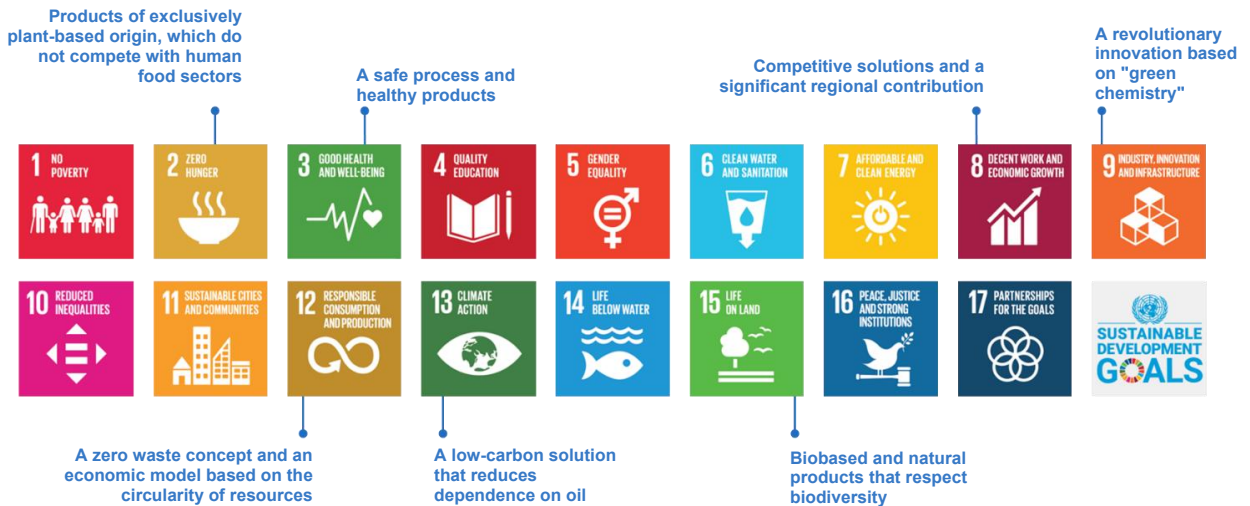 Products of exclusively
plant-based origin, which do
not compete with human
food sectors
A safe process and
healthy products
Competitive solutions and a
significant regional contribution
A revolutionary
innovation based
on "green
chemistry"
1 NO
POVERTY
2 ZERO
HUNGER
3 GOOD HEALTH
AND WELL-BEING
4 QUALITY
EDUCATION
5 GENDER
EQUALITY
6 CLEAN WATER
AND SANITATION
7 AFFORDABLE AND
CLEAN ENERGY
8 DECENT WORK AND
ECONOMIC GROWTH
9 INDUSTRY, INNOVATION
AND INFRASTRUCTURE
10 REDUCED
INEQUALITIES
11 SUSTAINABLE CITIES
AND COMMUNITIES
12 RESPONSIBLE
CONSUMPTION
AND PRODUCTION
13 CLIMATE
ACTION
14 LIFE
BELOW WATER
15 LIFE
ON LAND
16 PEACE, JUSTICE
AND STRONG
INSTITUTIONS
17 PARTNERSHIPS
FOR THE GOALS
SUSTAINABLE
DEVELOPMENT
GOALS
A zero waste concept and an
economic model based on the
circularity of resources
A low-carbon solution
that reduces
dependence on oil
Biobased and natural
products that respect
biodiversity